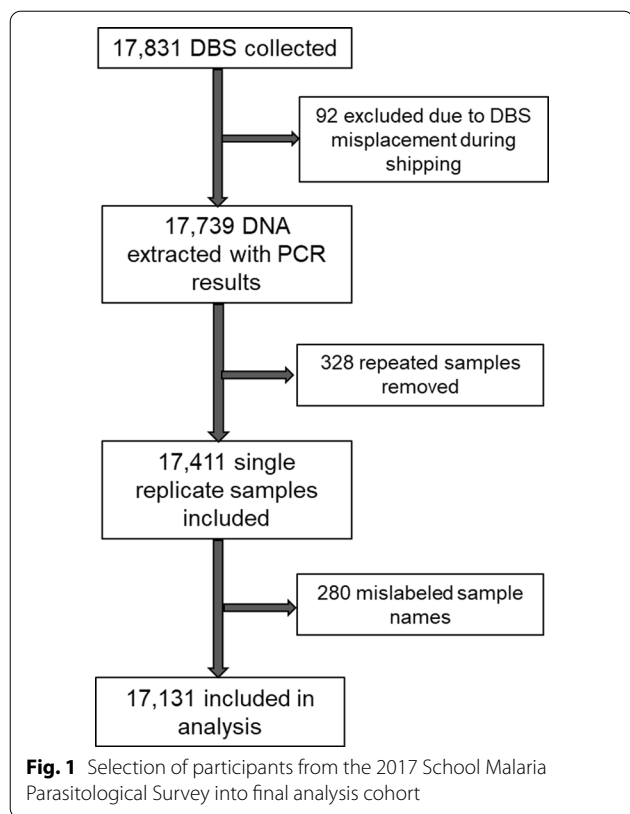 17,831 DBS collected
92 excluded due to DBS
misplacement during
shipping
17,739 DNA
extracted with PCR
results
328 repeated samples
removed
17,411 single
replicate samples
included
280 mislabeled sample
names
17,131 included in
analysis
Fig. 1 Selection of participants from the 2017 School Malaria
Parasitological Survey into final analysis cohort